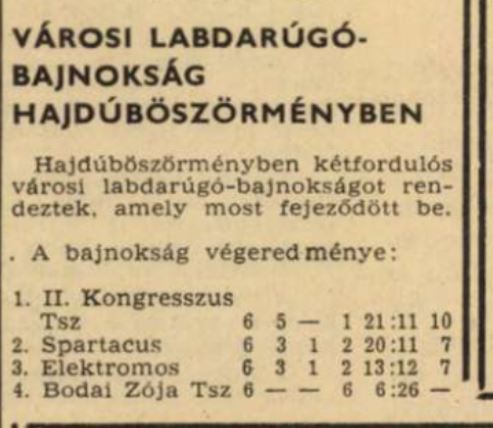 VÁROSI LABDARÚGÓ-
BAJNOKSÁG
HAJDÚBÖSZÖRMÉNYBEN
Hajdúböszörményben kétfordulós
városi labdarúgó-bajnokságot ren-
deztek, amely most fejeződött be.
. A bajnokság végeredménye:
1. II. Kongresszus
Tsz 6 5 — 1 21:11 10
2. Spartacus 6 3 1 2 20:11 7
3. Elektromos 6 3 1 2 13:12 7
4. Bodai Zója Tsz 6 — — 6 6:26 —